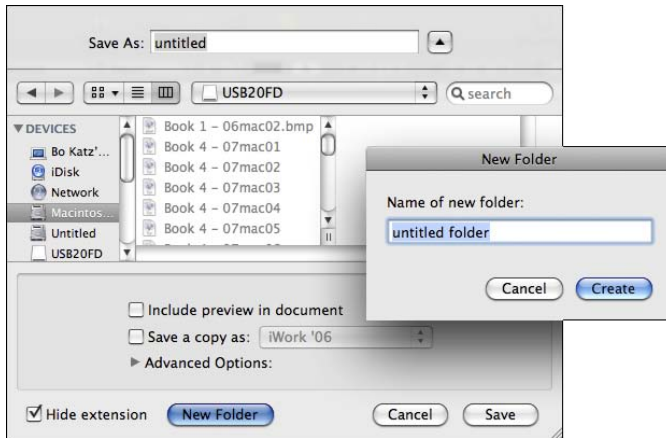 Save As: untitled
USB20FD
search
DEVICES
Bo Katz'...
iDisk
Network
Macintos...
Untitled
USB20FD
Book 1 – 06mac02.bmp
Book 4 – 07mac01
Book 4 – 07mac02
Book 4 – 07mac03
Book 4 – 07mac04
Book 4 – 07mac05
New Folder
Name of new folder:
untitled folder
Cancel Create
Include preview in document
Save a copy as: iWork '06
Advanced Options:
Hide extension New Folder Cancel Save